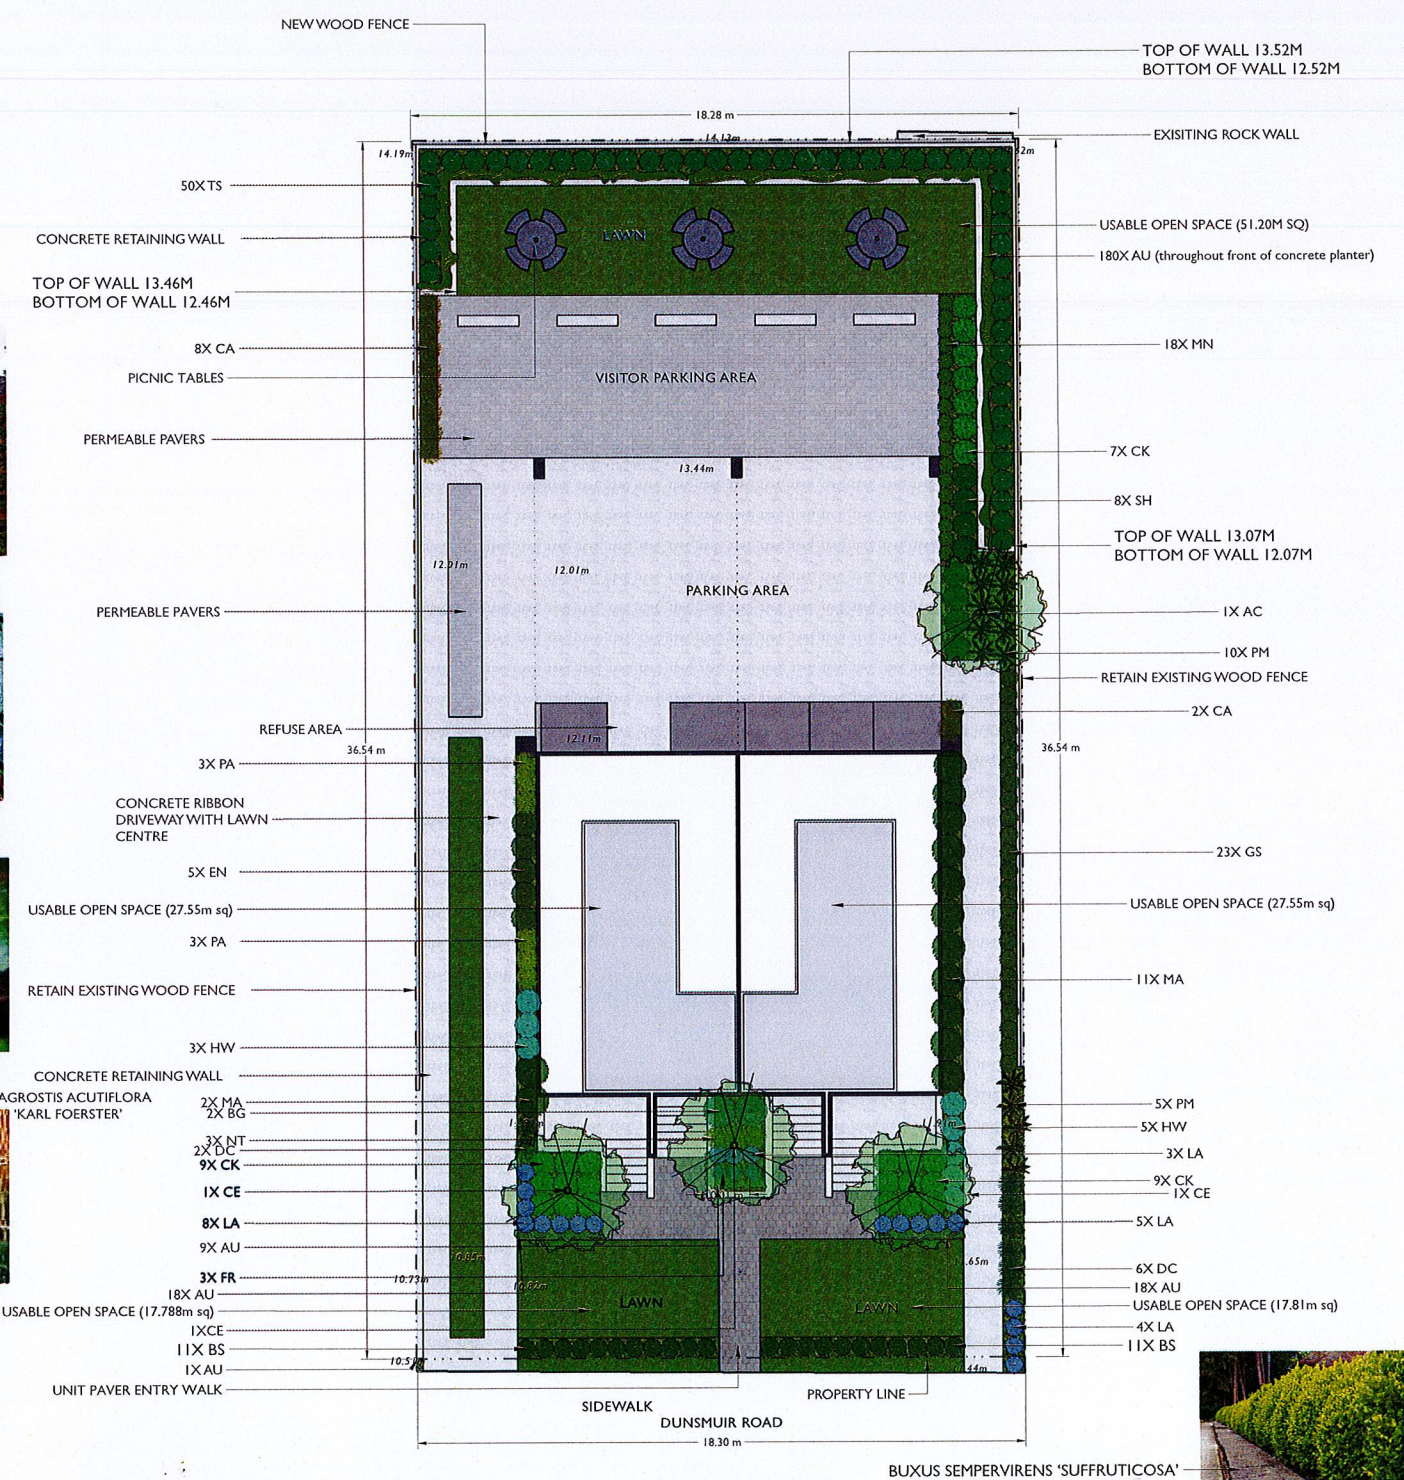 NEW WOOD FENCE
TOP OF WALL 13.52M
BOTTOM OF WALL 12.52M
18.28 m
14.13m
EXISITING ROCK WALL
14.19m
50X TS
CONCRETE RETAINING WALL
LAWN
USABLE OPEN SPACE (51.20M SQ)
180X AU (throughout front of concrete planter)
TOP OF WALL 13.46M
BOTTOM OF WALL 12.46M
8X CA
18X MN
PICNIC TABLES
VISITOR PARKING AREA
PERMEABLE PAVERS
7X CK
13.44m
8X SH
TOP OF WALL 13.07M
BOTTOM OF WALL 12.07M
12.01m
12.01m
PARKING AREA
PERMEABLE PAVERS
1X AC
10X PM
RETAIN EXISTING WOOD FENCE
2X CA
REFUSE AREA
12.11m
36.54 m
36.54 m
3X PA
CONCRETE RIBBON
DRIVEWAY WITH LAWN
CENTRE
23X GS
5X EN
USABLE OPEN SPACE (27.55m sq)
USABLE OPEN SPACE (27.55m sq)
3X PA
11X MA
RETAIN EXISTING WOOD FENCE
3X HW
CONCRETE RETAINING WALL
AGROSTIS ACUTIFLORA
'KARL FOERSTER'
2X MA
2X BG
5X PM
5X HW
3X NT
2X DC
3X LA
9X CK
9X CK
1X CE
1X CE
8X LA
5X LA
9X AU
10.85m
.65m
6X DC
3X FR
10.73m
10.82m
18X AU
18X AU
USABLE OPEN SPACE (17.788m sq)
LAWN
LAWN
USABLE OPEN SPACE (17.81m sq)
1XCE
4X LA
11X BS
11X BS
1X AU
.44m
UNIT PAVER ENTRY WALK
PROPERTY LINE
SIDEWALK
DUNSMUIR ROAD
18.30 m
BUXUS SEMPERVIRENS 'SUFFRUTICOSA'